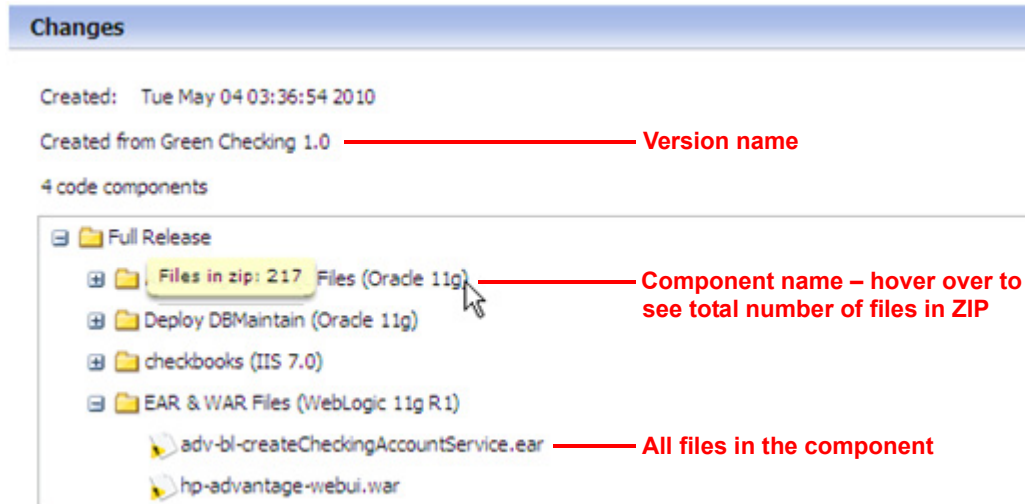 Changes
Created: Tue May 04 03:36:54 2010
Created from Green Checking 1.0
Version name
4 code components
Full Release
Files in zip: 217 Files (Oracle 11g)
Component name – hover over to
see total number of files in ZIP
Deploy DBMaintain (Oracle 11g)
checkbooks (IIS 7.0)
EAR & WAR Files (WebLogic 11g R1)
adv-bl-createCheckingAccountService.ear
All files in the component
hp-advantage-webui.war